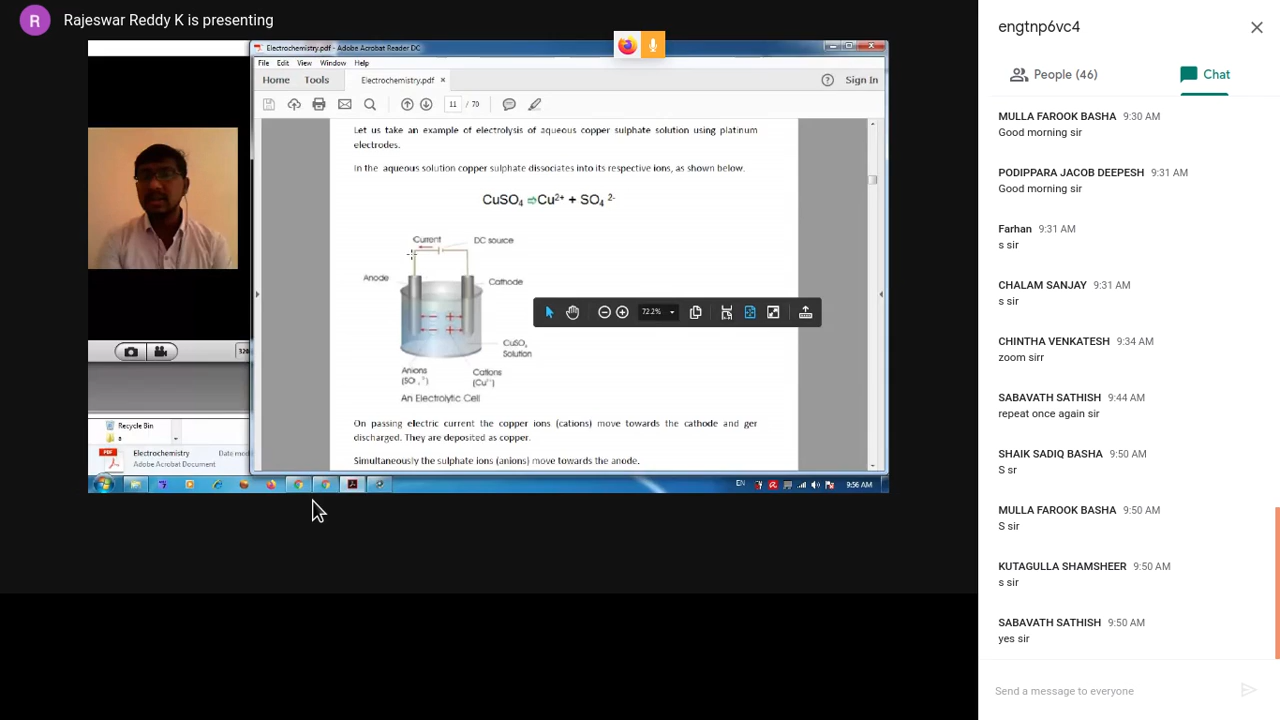 R Rajeswar Reddy K is presenting
Electrochemistry.pdf - Adobe Acrobat Reader DC
File Edit View Window Help
Home Tools Electrochemistry.pdf × Sign In
11 / 70
Let us take an example of electrolysis of aqueous copper sulphate solution using platinum
electrodes.
In the aqueous solution copper sulphate dissociates into its respective ions, as shown below.
CuSO₄ ⇨Cu²⁺ + SO₄ ²⁻
Current
DC source
Anode
Cathode
72.2%
CuSO₄
Solution
Anions
Cations
(Cu²⁺)
An Electrolytic Cell
On passing electric current the copper ions (cations) move towards the cathode and ger
discharged. They are deposited as copper.
Simultaneously the sulphate ions (anions) move towards the anode.
320
Recycle Bin
a
Electrochemistry Date mod
Adobe Acrobat Document
PDF
EN 9:56 AM
engtnp6vc4
People (46) Chat
MULLA FAROOK BASHA 9:30 AM
Good morning sir
PODIPPARA JACOB DEEPESH 9:31 AM
Good morning sir
Farhan 9:31 AM
s sir
CHALAM SANJAY 9:31 AM
s sir
CHINTHA VENKATESH 9:34 AM
zoom sirr
SABAVATH SATHISH 9:44 AM
repeat once again sir
SHAIK SADIQ BASHA 9:50 AM
S sr
MULLA FAROOK BASHA 9:50 AM
S sir
KUTAGULLA SHAMSHEER 9:50 AM
s sir
SABAVATH SATHISH 9:50 AM
yes sir
Send a message to everyone